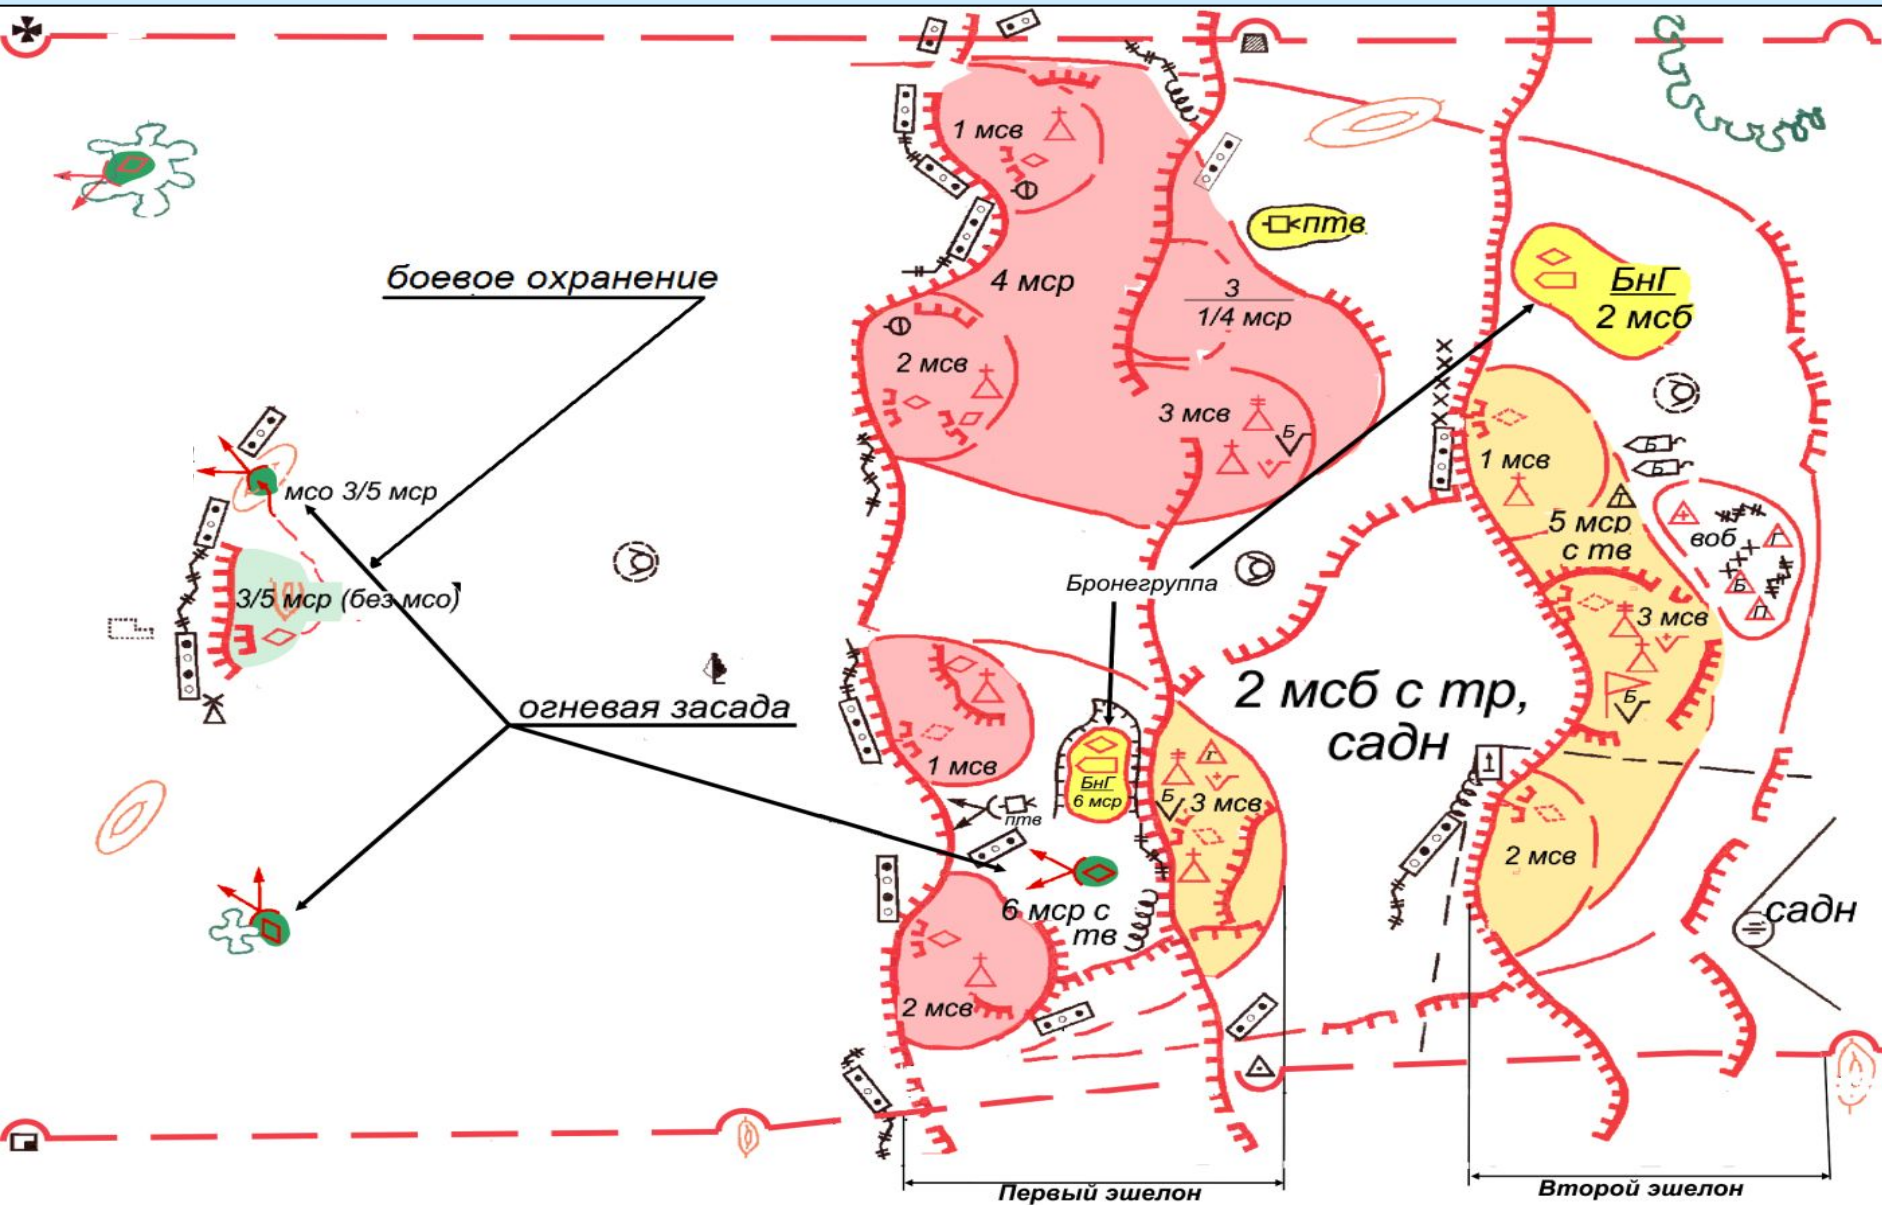 1 мсв
птв
4 мср
3
1/4 мср
БнГ
2 мсб
боевое охранение
2 мсв
3 мсв
Б
1 мсв
Б
Б
Т
5 мср
с тв
воб
Г
Б
П
мсо 3/5 мср
3/5 мср (без мсо)
Бронегруппа
3 мсв
Б
огневая засада
2 мсб с тр,
садн
1 мсв
БнГ
6 мср
птв
г
Б
3 мсв
2 мсв
6 мср с
тв
садн
2 мсв
Первый эшелон
Второй эшелон